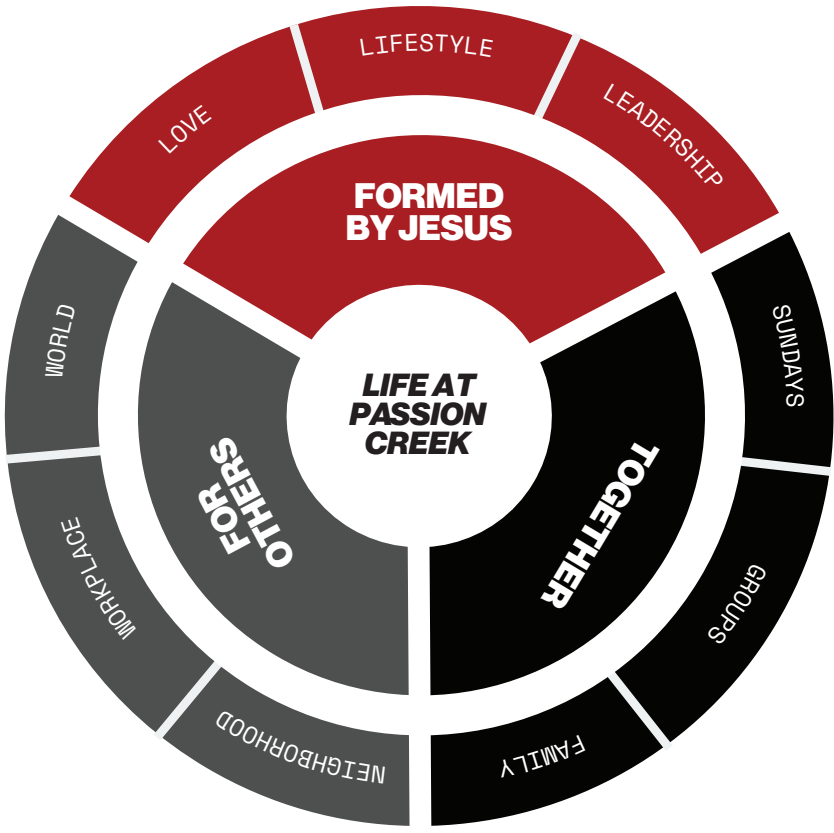 LIFE AT
PASSION
CREEK
FORMED
BY JESUS
TOGETHER
FOR
OTHERS
LOVE
LIFESTYLE
LEADERSHIP
SUNDAYS
GROUPS
FAMILY
NEIGHBORHOOD
WORKPLACE
WORLD